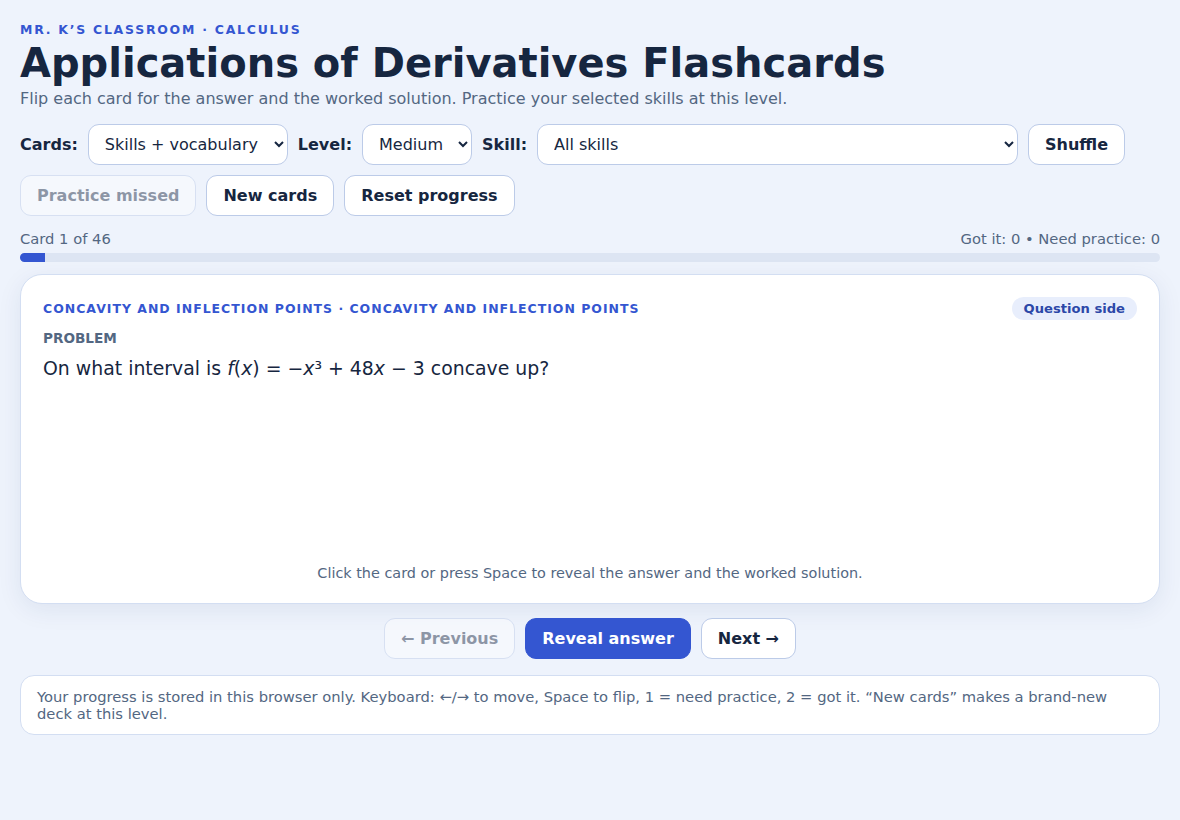 MR. K’S CLASSROOM · CALCULUS
Applications of Derivatives Flashcards
Flip each card for the answer and the worked solution. Practice your selected skills at this level.
Cards: Skills + vocabulary Level: Medium Skill: All skills Shuffle
Practice missed New cards Reset progress
Card 1 of 46 Got it: 0 • Need practice: 0
CONCAVITY AND INFLECTION POINTS · CONCAVITY AND INFLECTION POINTS Question side
PROBLEM
On what interval is f(x) = −x³ + 48x − 3 concave up?
Click the card or press Space to reveal the answer and the worked solution.
← Previous Reveal answer Next →
Your progress is stored in this browser only. Keyboard: ←/→ to move, Space to flip, 1 = need practice, 2 = got it. “New cards” makes a brand-new
deck at this level.